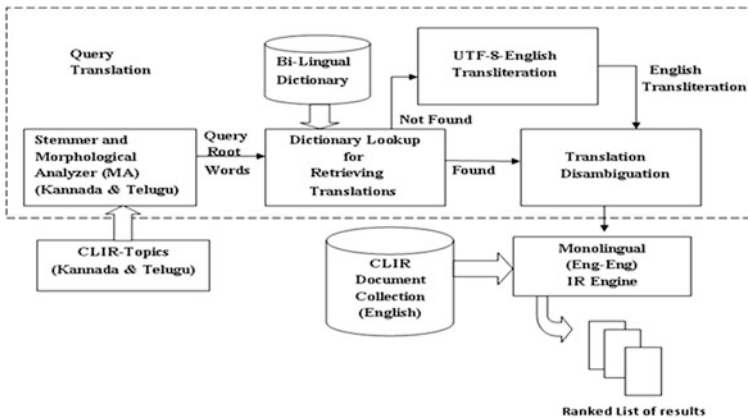 Query
Translation
Bi-Lingual
Dictionary
UTF-8-English
Transliteration
English
Transliteration
Not Found
Stemmer and
Morphological
Analyzer (MA)
(Kannada & Telugu)
Query
Root
Words
Dictionary Lookup
for
Retrieving
Translations
Found
Translation
Disambiguation
CLIR-Topics
(Kannada & Telugu)
CLIR
Document
Collection
(English)
Monolingual
(Eng-Eng)
IR Engine
Ranked List of results